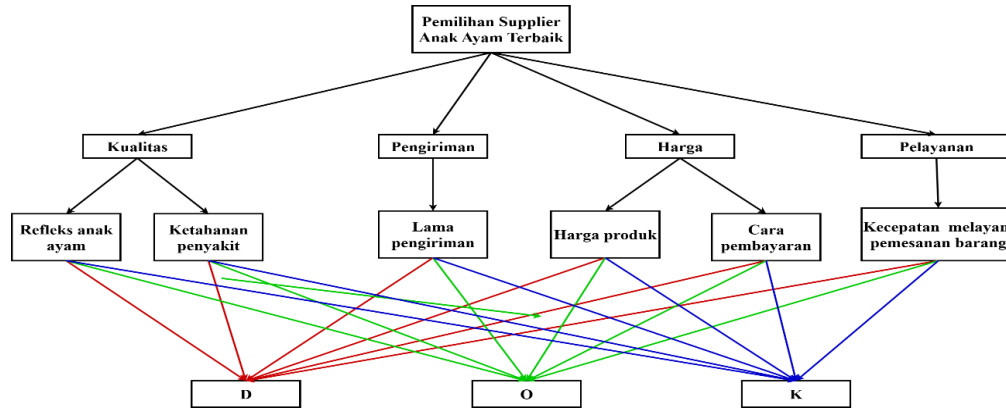 Pemilihan Supplier
Anak Ayam Terbaik
Kualitas
Pengiriman
Harga
Pelayanan
Refleks anak
ayam
Ketahanan
penyakit
Lama
pengiriman
Harga produk
Cara
pembayaran
Kecepatan melayan
pemesanan barang
D
O
K